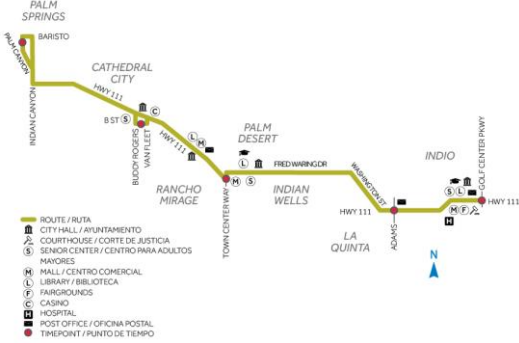 PALM
SPRINGS
BARISTO
PALM CANYON
INDIAN CANYON
CATHEDRAL
CITY
HWY 111
C
B ST S
BUDDY ROGERS
VAN FLEET
HWY 111
L
M
RANCHO
MIRAGE
PALM
DESERT
L
M S
TOWN CENTER WAY
FRED WARING DR
INDIAN
WELLS
WASHINGTON ST
HWY 111
LA
QUINTA
ADAMS
INDIO
S L
M F
H
GOLF CENTER PKWY
HWY 111
N
ROUTE / RUTA
CITY HALL / AYUNTAMIENTO
COURTHOUSE / CORTE DE JUSTICIA
S SENIOR CENTER / CENTRO PARA ADULTOS
MAYORES
M MALL / CENTRO COMERCIAL
L LIBRARY / BIBLIOTECA
F FAIRGROUNDS
C CASINO
H HOSPITAL
POST OFFICE / OFICINA POSTAL
TIMEPOINT / PUNTO DE TIEMPO